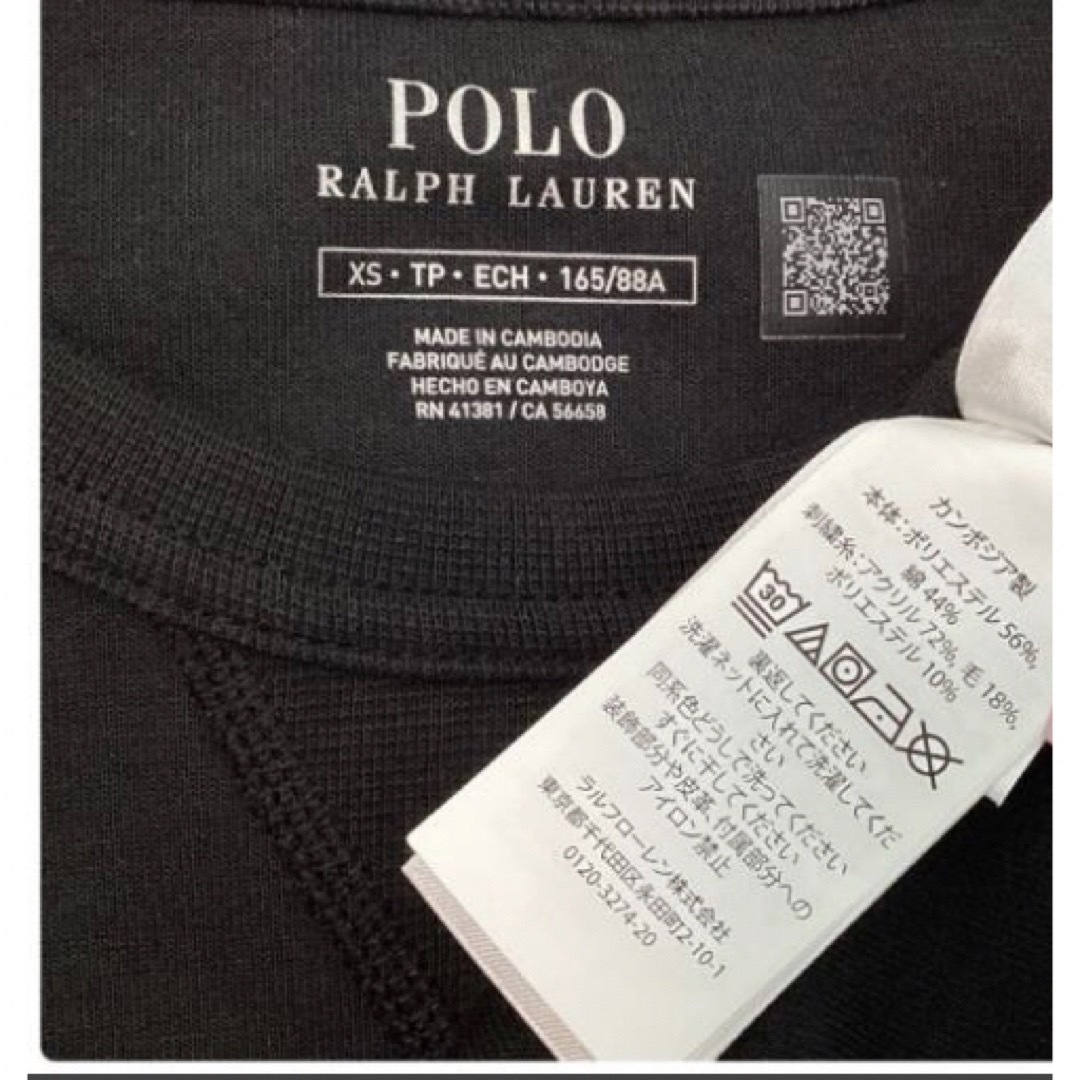 POLO
RALPH LAUREN
XS • TP • ECH • 165/88A
MADE IN CAMBODIA
FABRIQUÉ AU CAMBODGE
HECHO EN CAMBOYA
RN 41381 / CA 56658
カンボジア製
本体: ポリエステル 56%,
綿 44%
刺繍糸: アクリル 72%, 毛 18%,
ポリエステル 10%
30
裏返してください
洗濯ネットに入れて洗濯してくだ
さい
同系色どうしで洗ってください
すぐに干してください
装飾部分や皮革、付属部分への
アイロン禁止
ラルフローレン株式会社
東京都千代田区永田町2-10-1
0120-3274-20